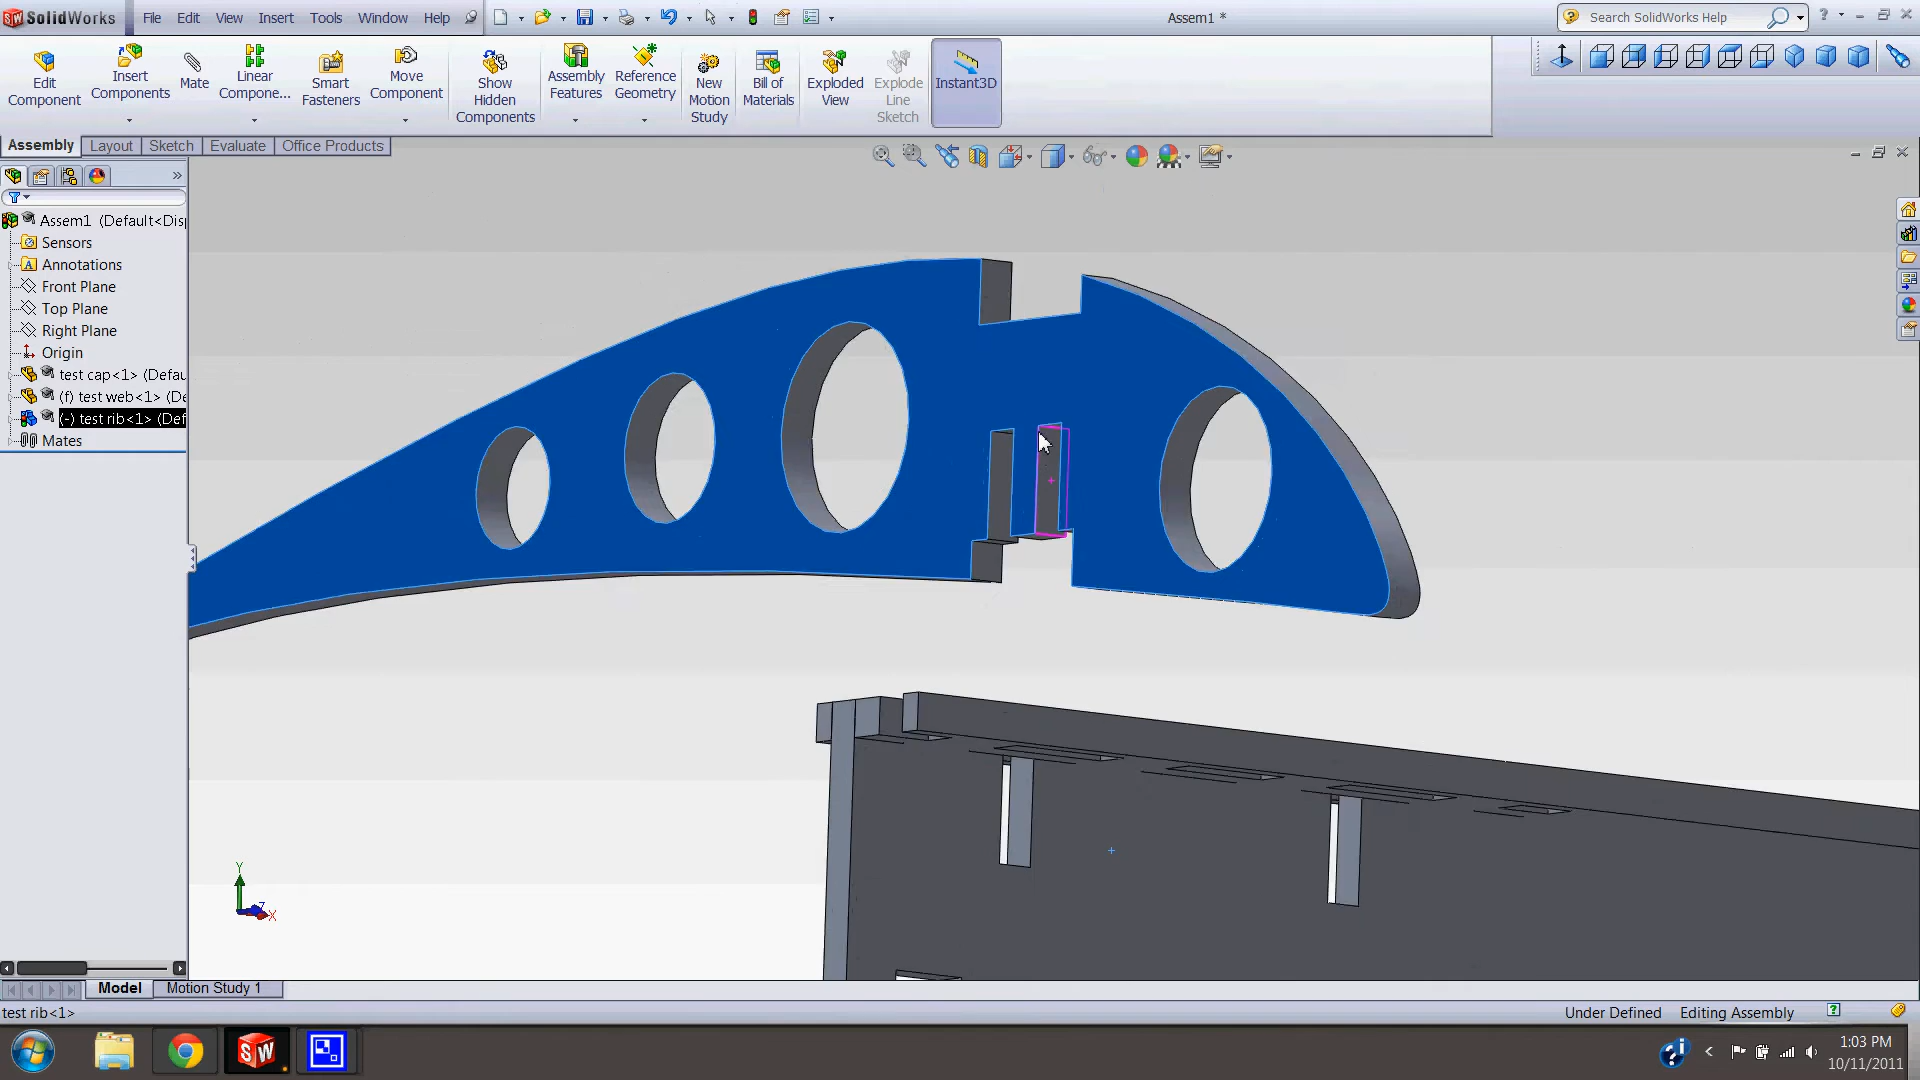 SolidWorks File Edit View Insert Tools Window Help Assem1 * Search SolidWorks Help ?
Edit Component
Insert Components
Mate
Linear Compone...
Smart Fasteners
Move Component
Show Hidden Components
Assembly Features
Reference Geometry
New Motion Study
Bill of Materials
Exploded View
Explode Line Sketch
Instant3D
Assembly Layout Sketch Evaluate Office Products
»
Assem1 (Default<Disp
Sensors
A Annotations
Front Plane
Top Plane
Right Plane
Origin
test cap<1> (Defau
(f) test web<1> (De
(-) test rib<1> (Def
Mates
Y
Z
X
Model Motion Study 1
test rib<1> Under Defined Editing Assembly ?
SW
1:03 PM
10/11/2011